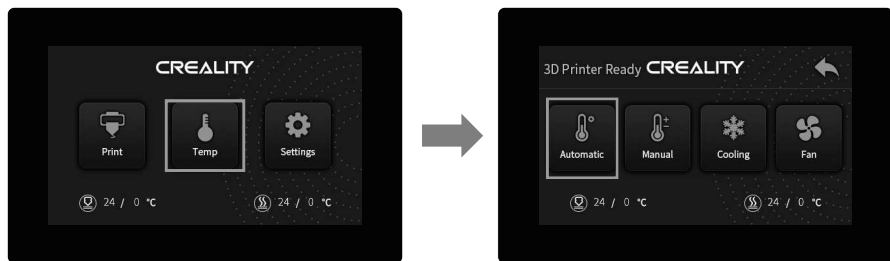 CREALITY
Print Temp Settings
24 / 0 °C 24 / 0 °C
3D Printer Ready CREALITY
Automatic Manual Cooling Fan
24 / 0 °C 24 / 0 °C